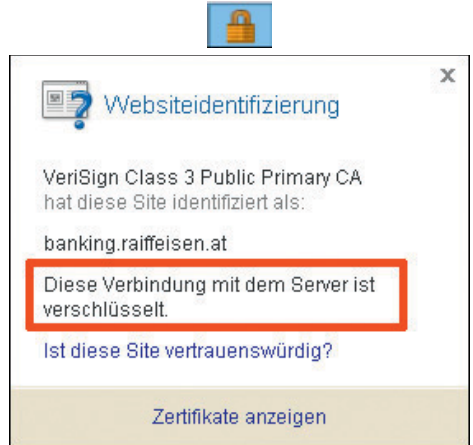 Websiteidentifizierung
VeriSign Class 3 Public Primary CA
hat diese Site identifiziert als:
banking.raiffeisen.at
Diese Verbindung mit dem Server ist
verschlüsselt.
Ist diese Site vertrauenswürdig?
Zertifikate anzeigen